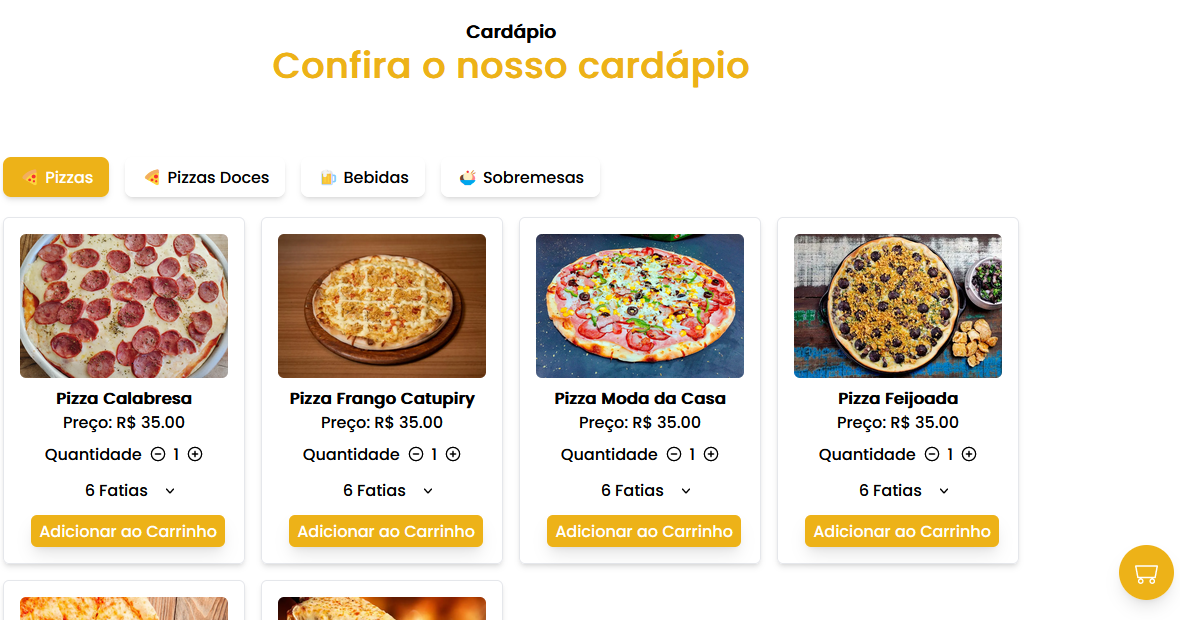 Cardápio
Confira o nosso cardápio
Pizzas
Pizzas Doces
Bebidas
Sobremesas
Pizza Calabresa
Preço: R$ 35.00
Quantidade 1
6 Fatias
Adicionar ao Carrinho
Pizza Frango Catupiry
Preço: R$ 35.00
Quantidade 1
6 Fatias
Adicionar ao Carrinho
Pizza Moda da Casa
Preço: R$ 35.00
Quantidade 1
6 Fatias
Adicionar ao Carrinho
Pizza Feijoada
Preço: R$ 35.00
Quantidade 1
6 Fatias
Adicionar ao Carrinho